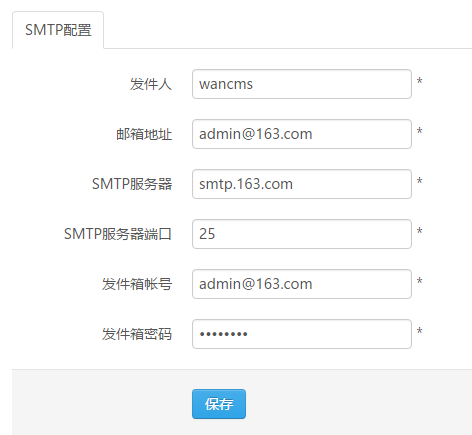 SMTP配置
发件人 wancms *
邮箱地址 admin@163.com *
SMTP服务器 smtp.163.com *
SMTP服务器端口 25 *
发件箱帐号 admin@163.com *
发件箱密码 •••••••• *
保存